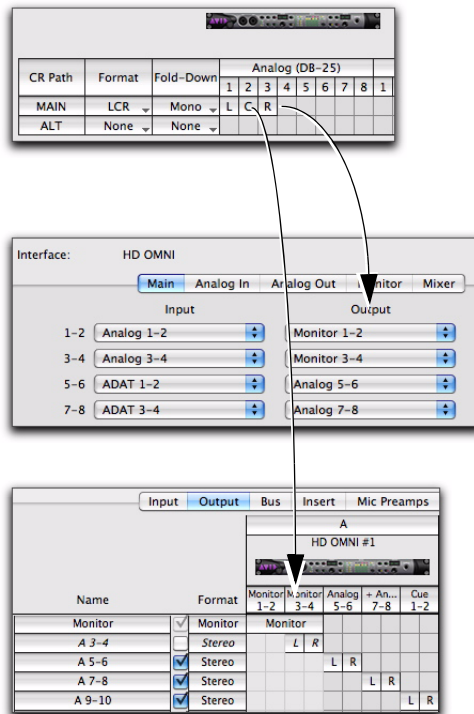 AVID
Analog (DB-25)
CR Path Format Fold-Down 1 2 3 4 5 6 7 8 1
MAIN LCR Mono L C R
ALT None None
Interface: HD OMNI
Main Analog In Analog Out Monitor Mixer
Input Output
1-2 Analog 1-2 Monitor 1-2
3-4 Analog 3-4 Monitor 3-4
5-6 ADAT 1-2 Analog 5-6
7-8 ADAT 3-4 Analog 7-8
Input Output Bus Insert Mic Preamps
A
HD OMNI #1
AVID
Name Format Monitor 1-2 Monitor 3-4 Analog 5-6 + An... 7-8 Cue 1-2
Monitor Monitor Monitor
A 3-4 Stereo L R
A 5-6 Stereo L R
A 7-8 Stereo L R
A 9-10 Stereo L R